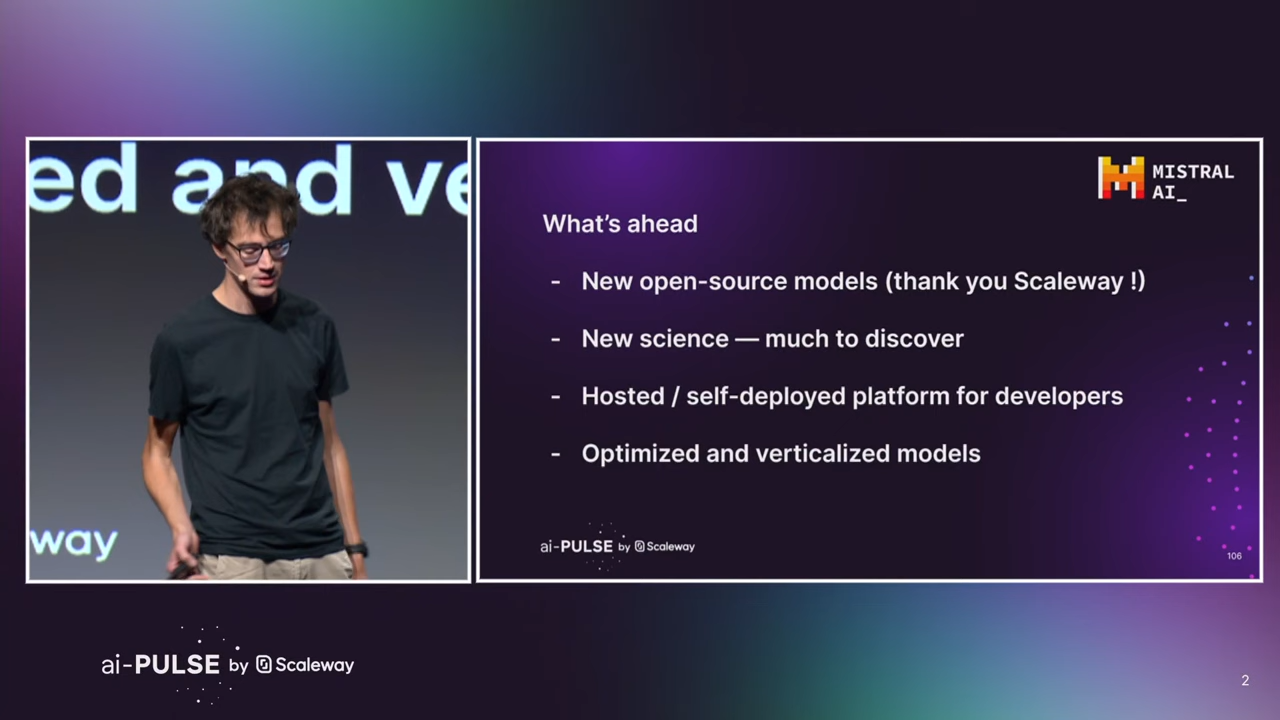 ed and ve
way
MISTRAL
AI_
What’s ahead
- New open-source models (thank you Scaleway !)
- New science — much to discover
- Hosted / self-deployed platform for developers
- Optimized and verticalized models
ai-PULSE by Scaleway
106
ai-PULSE by Scaleway
2